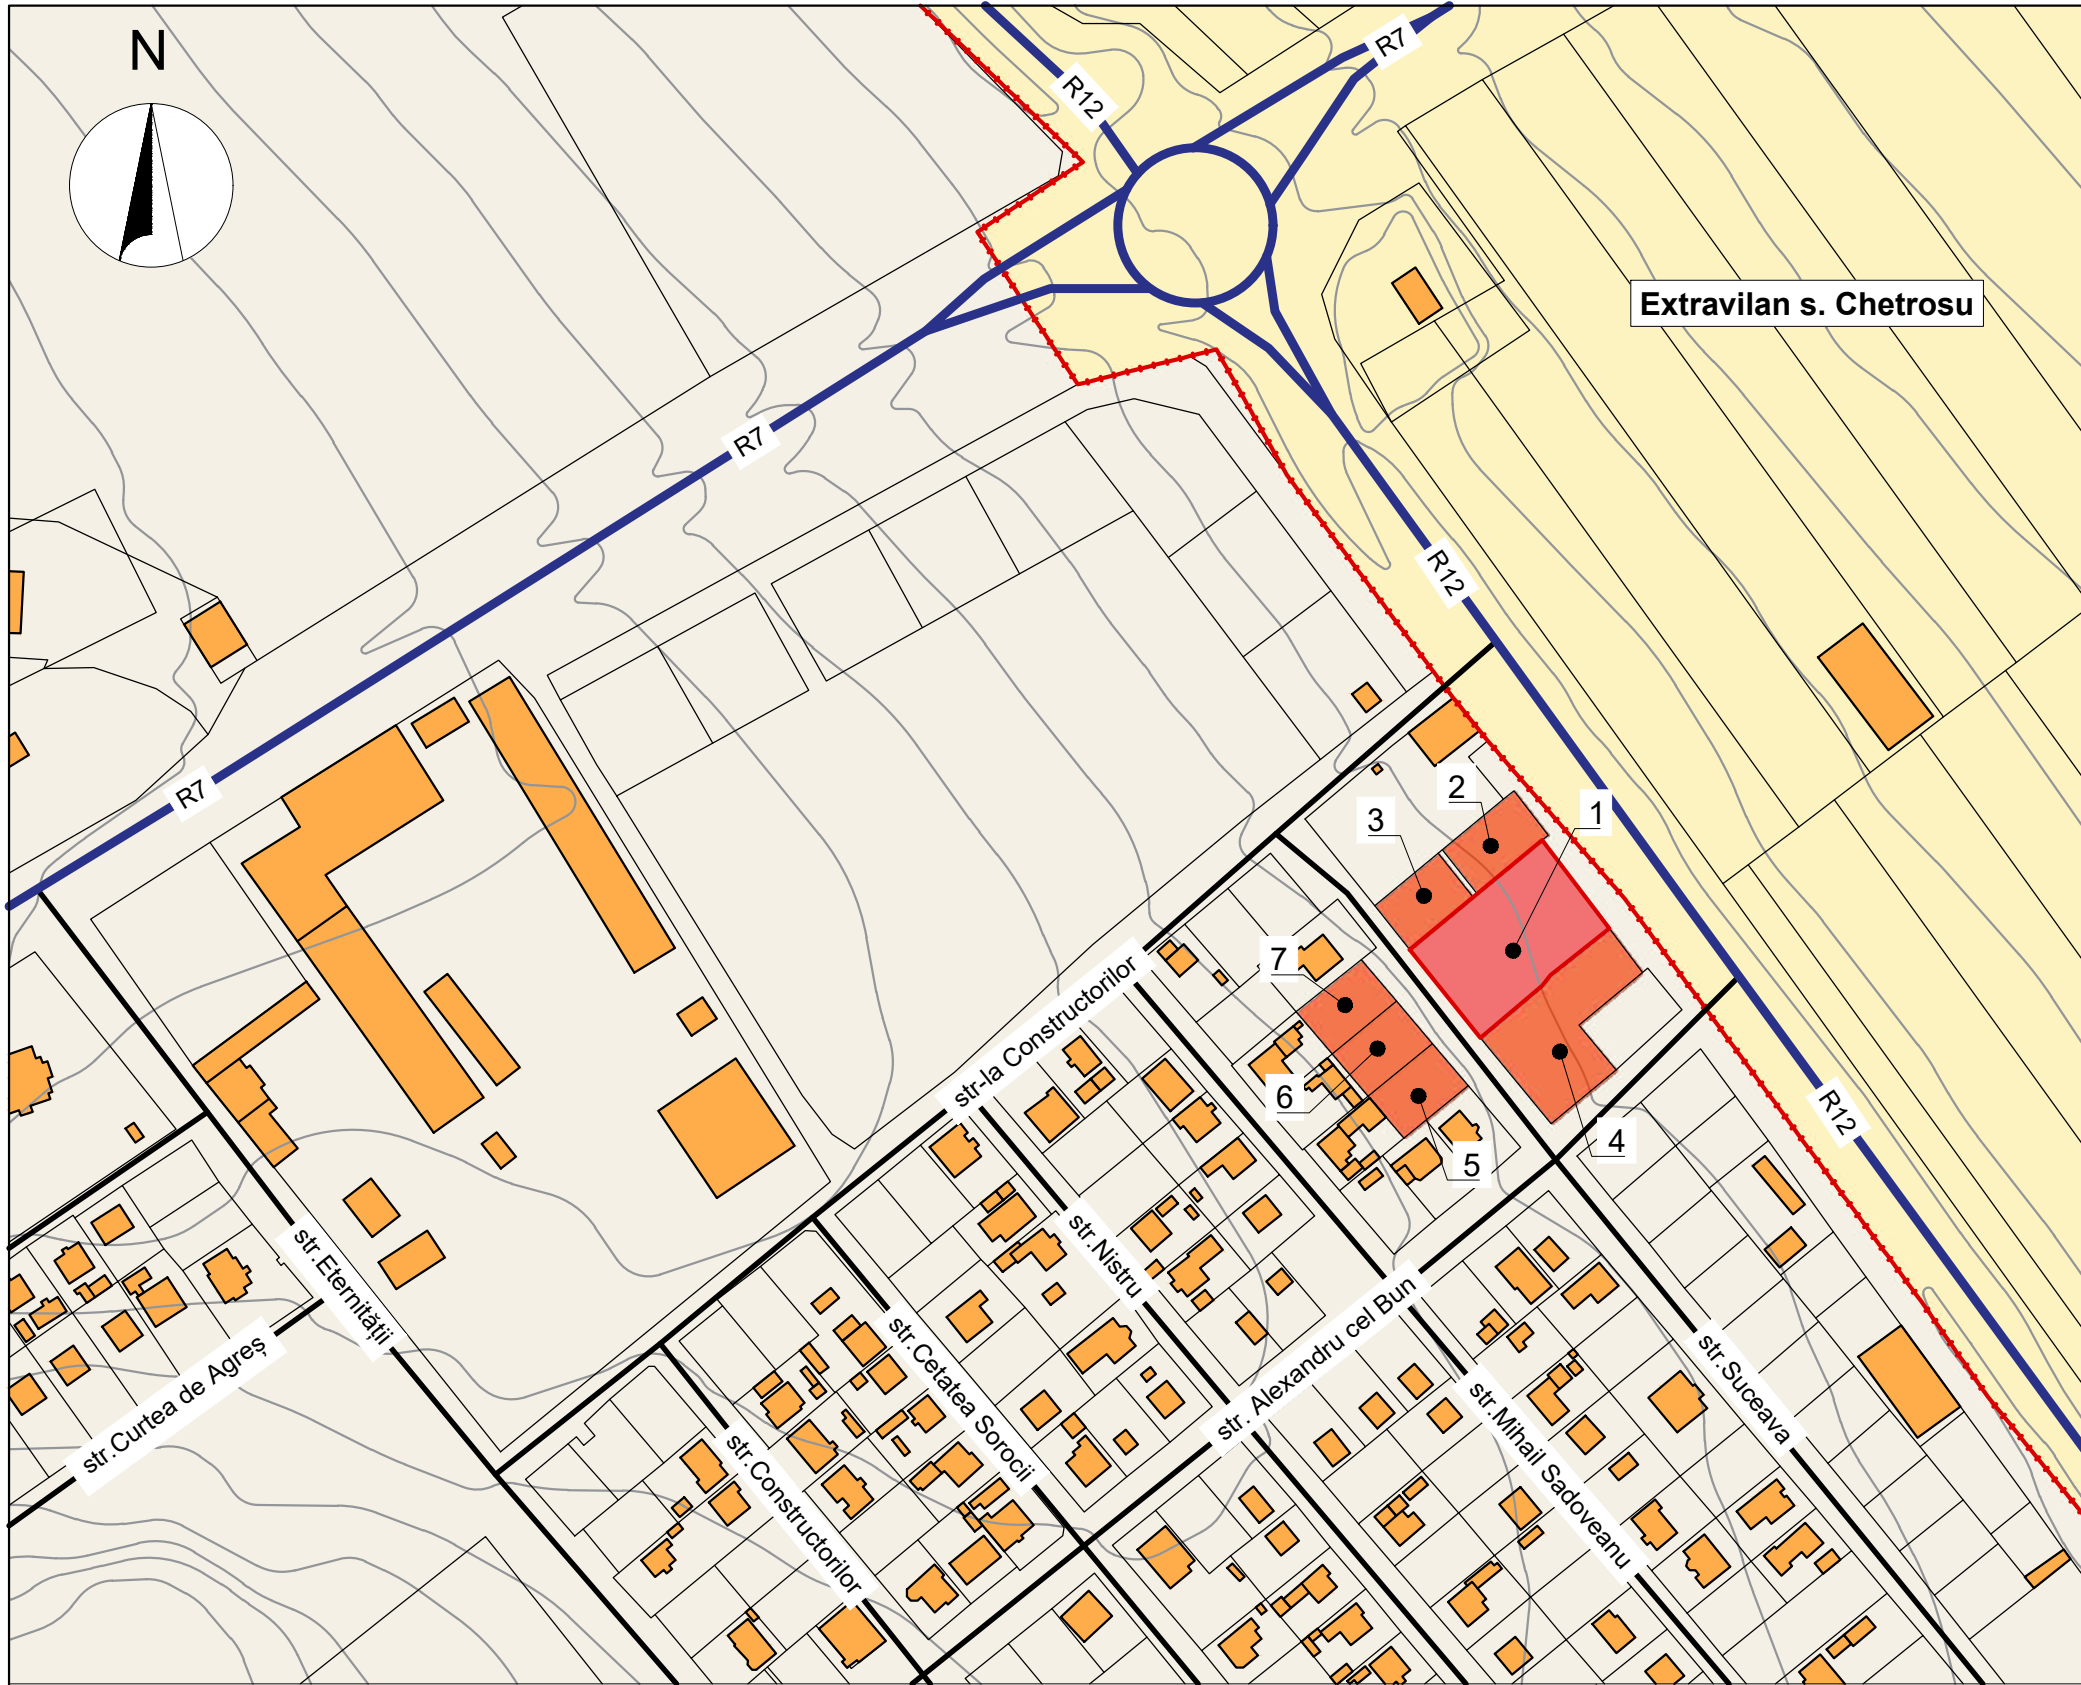 N
R7
R12
Extravilan s. Chetrosu
R7
R12
R7
2
1
3
7
str-la Constructorilor
6
R12
4
5
str.Nistru
str.Eternității
str. Alexandru cel Bun
str.Cetatea Sorocii
str.Suceava
str.Curtea de Agreș
str.Mihail Sadoveanu
str.Constructorilor